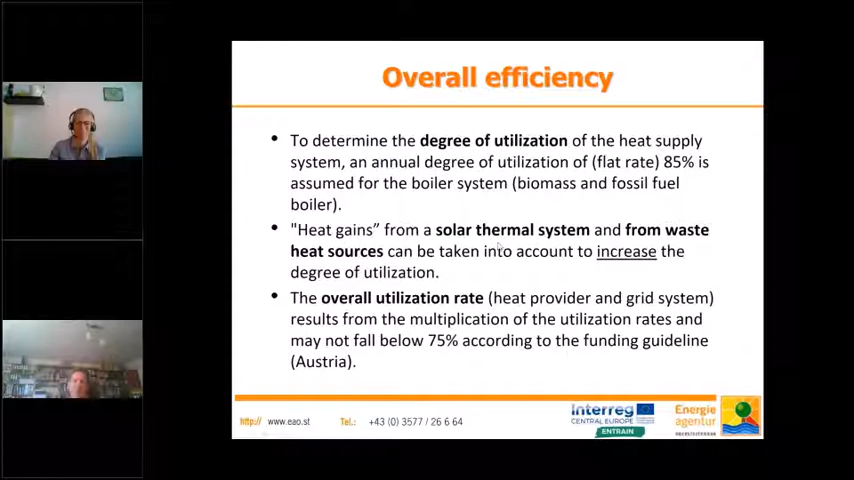 Overall efficiency
• To determine the degree of utilization of the heat supply
system, an annual degree of utilization of (flat rate) 85% is
assumed for the boiler system (biomass and fossil fuel
boiler).
• "Heat gains” from a solar thermal system and from waste
heat sources can be taken into account to increase the
degree of utilization.
• The overall utilization rate (heat provider and grid system)
results from the multiplication of the utilization rates and
may not fall below 75% according to the funding guideline
(Austria).
http:// www.eao.st Tel.: +43 (0) 3577 / 26 6 64
Interreg
CENTRAL EUROPE
ENTRAIN
Energie
agentur